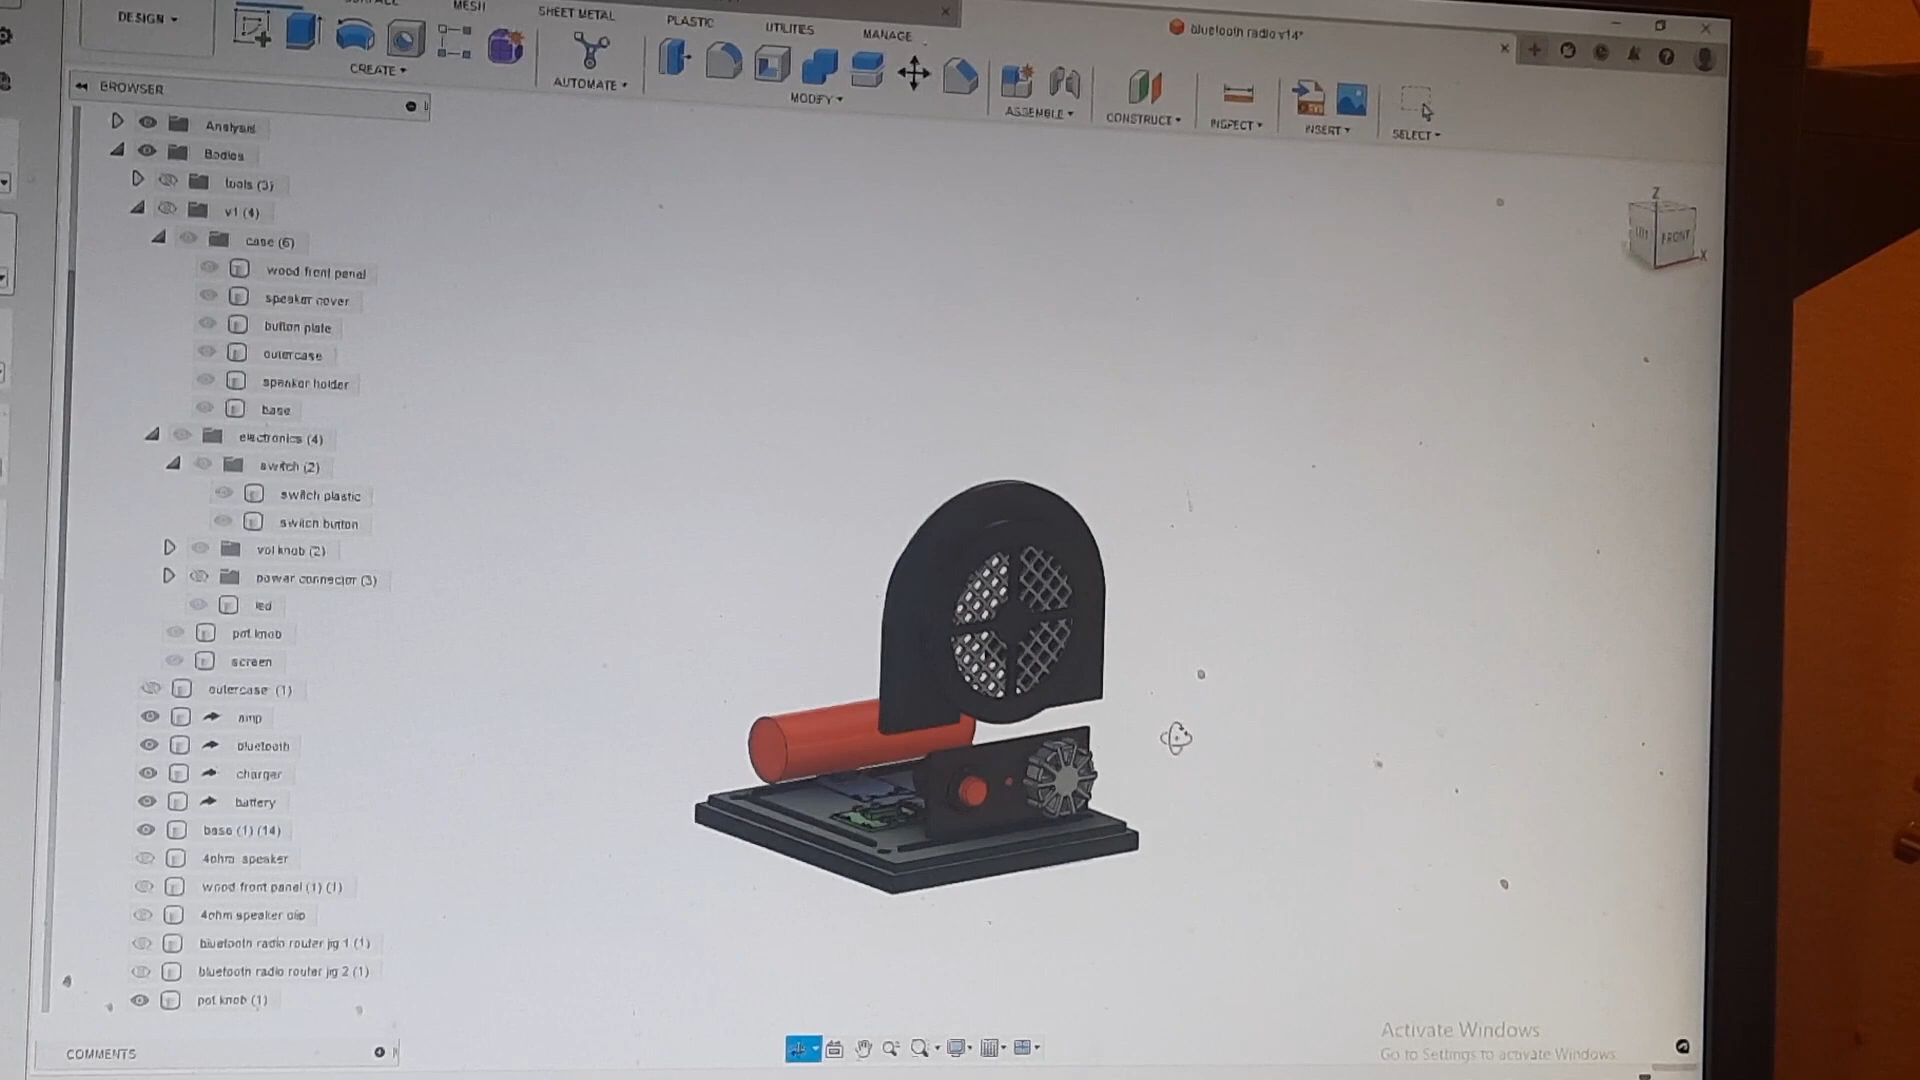 DESIGN
MESH
SHEET METAL
PLASTIC
UTILITIES
MANAGE
bluetooth radio v14*
CREATE
AUTOMATE
MODIFY
ASSEMBLE
CONSTRUCT
INSPECT
INSERT
SELECT
BROWSER
Analysis
Bodies
tools (3)
v1 (4)
case (6)
wood front panel
speaker cover
button plate
outercase
speaker holder
base
electronics (4)
switch (2)
switch plastic
switch button
vol knob (2)
power connector (3)
led
pot knob
screen
outercase (1)
amp
bluetooth
charger
battery
base (1) (14)
4ohm speaker
wood front panel (1) (1)
4ohm speaker clip
bluetooth radio router jig 1 (1)
bluetooth radio router jig 2 (1)
pot knob (1)
COMMENTS
Z
FRONT
X
Activate Windows
Go to Settings to activate Windows.